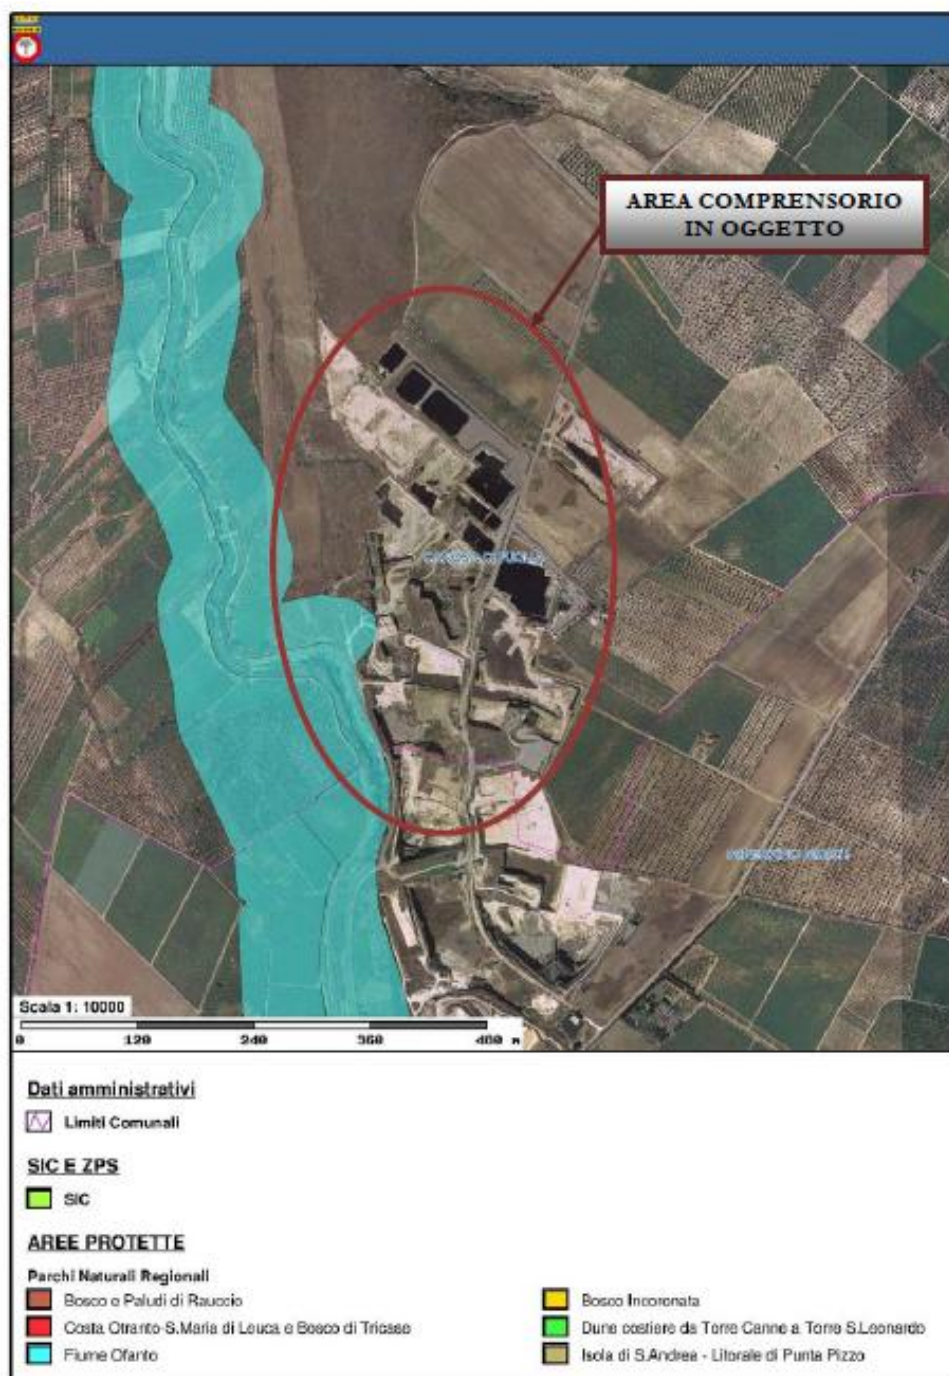 AREA COMPRENSORIO
IN OGGETTO
Scala 1: 10000
0 120 240 360 480 m
Dati amministrativi
Limiti Comunali
SIC E ZPS
SIC
AREE PROTETTE
Parchi Naturali Regionali
Bosco e Paludi di Rauccio
Bosco Incoronata
Costa Otranto-S.Maria di Leuca e Bosco di Tricase
Dune costiere da Torre Canne a Torre S.Leonardo
Fiume Ofanto
Isola di S.Andrea - Litorale di Punta Pizzo